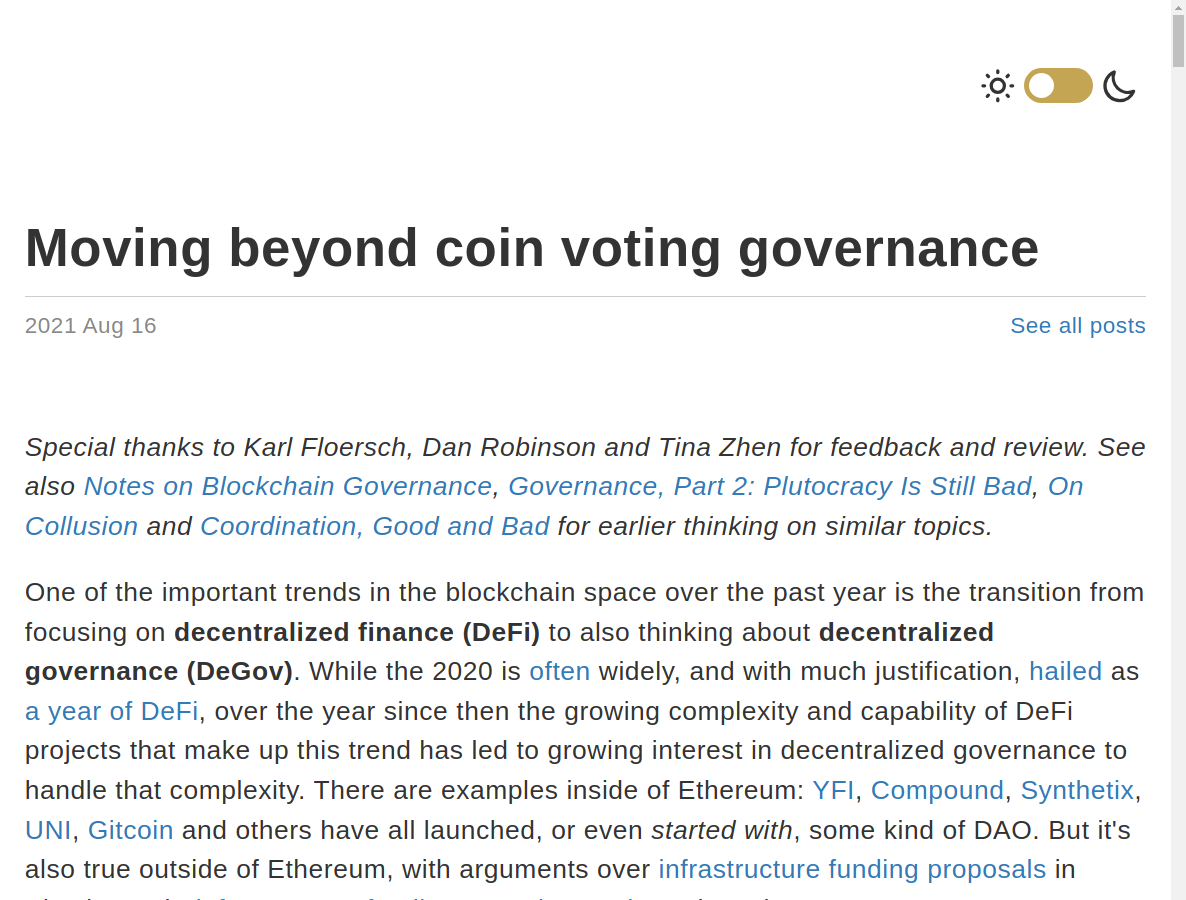 Moving beyond coin voting governance
2021 Aug 16
See all posts
Special thanks to Karl Floersch, Dan Robinson and Tina Zhen for feedback and review. See
also Notes on Blockchain Governance, Governance, Part 2: Plutocracy Is Still Bad, On
Collusion and Coordination, Good and Bad for earlier thinking on similar topics.
One of the important trends in the blockchain space over the past year is the transition from
focusing on decentralized finance (DeFi) to also thinking about decentralized
governance (DeGov). While the 2020 is often widely, and with much justification, hailed as
a year of DeFi, over the year since then the growing complexity and capability of DeFi
projects that make up this trend has led to growing interest in decentralized governance to
handle that complexity. There are examples inside of Ethereum: YFI, Compound, Synthetix,
UNI, Gitcoin and others have all launched, or even started with, some kind of DAO. But it's
also true outside of Ethereum, with arguments over infrastructure funding proposals in